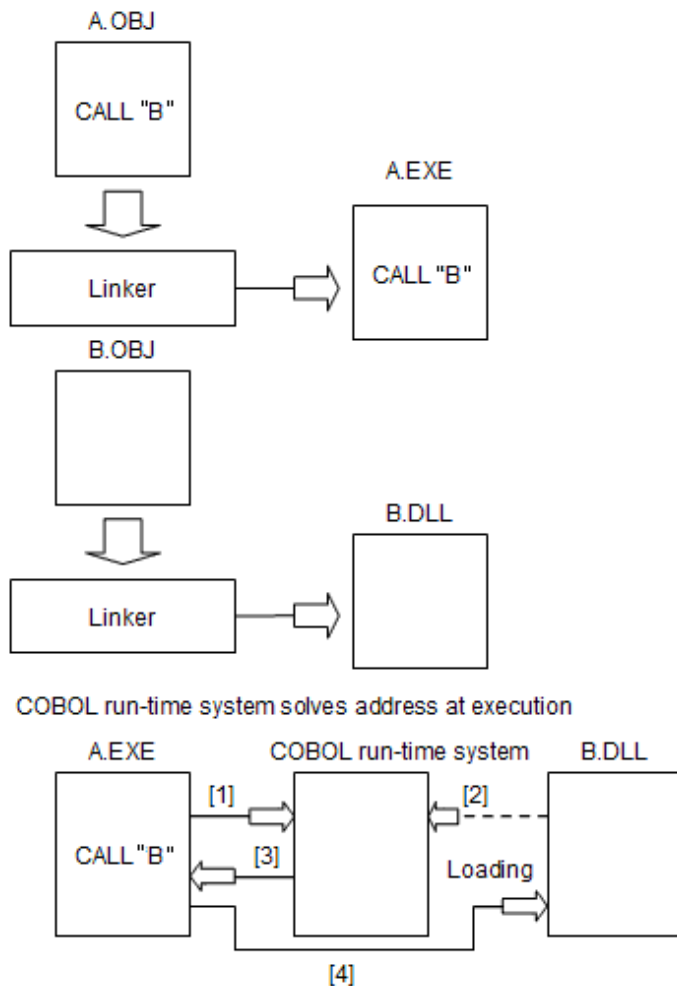 A.OBJ
CALL "B"
A.EXE
Linker
CALL "B"
B.OBJ
B.DLL
Linker
COBOL run-time system solves address at execution
A.EXE
COBOL run-time system
B.DLL
[1]
[2]
CALL "B"
[3]
Loading
[4]